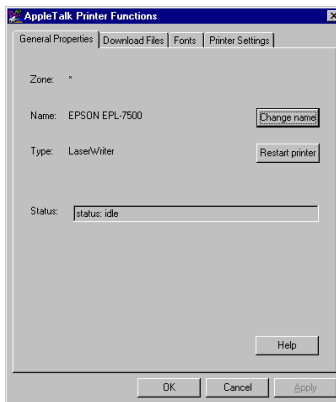 AppleTalk Printer Functions
General Properties Download Files Fonts Printer Settings
Zone: *
Name: EPSON EPL-7500 Change name
Type: LaserWriter Restart printer
Status: status: idle
Help
OK Cancel Apply